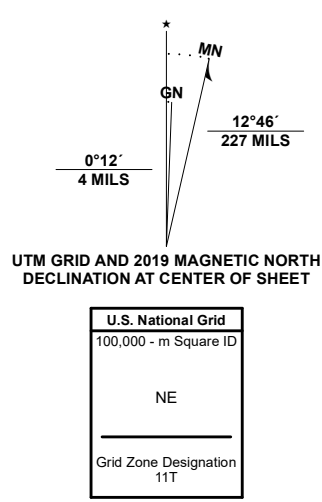 ★
MN
GN
12°46´
227 MILS
0°12´
4 MILS
UTM GRID AND 2019 MAGNETIC NORTH
DECLINATION AT CENTER OF SHEET
U.S. National Grid
100,000 - m Square ID
NE
Grid Zone Designation
11T